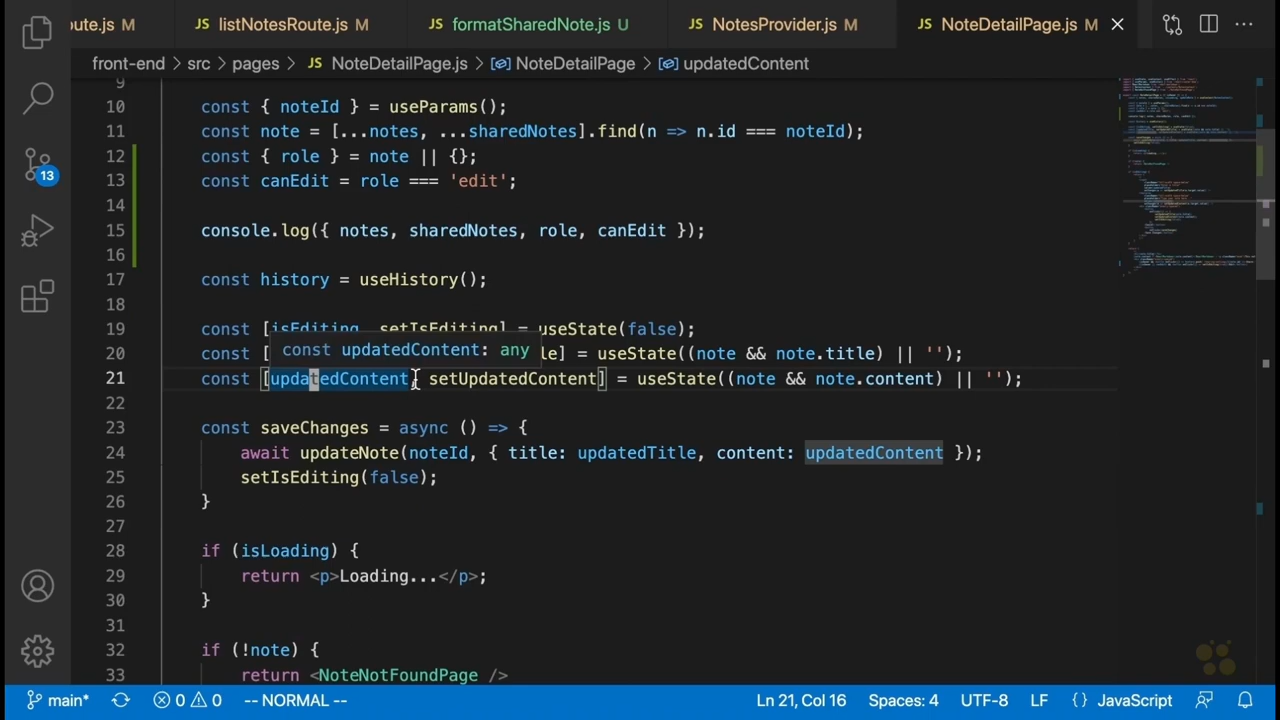 ute.js M JS listNotesRoute.js M JS formatSharedNote.js U JS NotesProvider.js M JS NoteDetailPage.js M
front-end > src > pages > JS NoteDetailPage.js > NoteDetailPage > updatedContent
9
10 const { noteId } = useParams();
11 const note = [...notes, ...sharedNotes].find(n => n.id === noteId);
12 const { role } = note || {};
13 const canEdit = role === 'edit';
14
15 console.log({ notes, sharedNotes, role, canEdit });
16
17 const history = useHistory();
18
19 const [isEditing, setIsEditing] = useState(false);
const updatedContent: any
20 const [ le] = useState((note && note.title) || '');
21 const [updatedContent, setUpdatedContent] = useState((note && note.content) || '');
22
23 const saveChanges = async () => {
24 await updateNote(noteId, { title: updatedTitle, content: updatedContent });
25 setIsEditing(false);
26 }
27
28 if (isLoading) {
29 return <p>Loading...</p>;
30 }
31
32 if (!note) {
33 return <NoteNotFoundPage />
13
main* 0 0 -- NORMAL -- Ln 21, Col 16 Spaces: 4 UTF-8 LF {} JavaScript